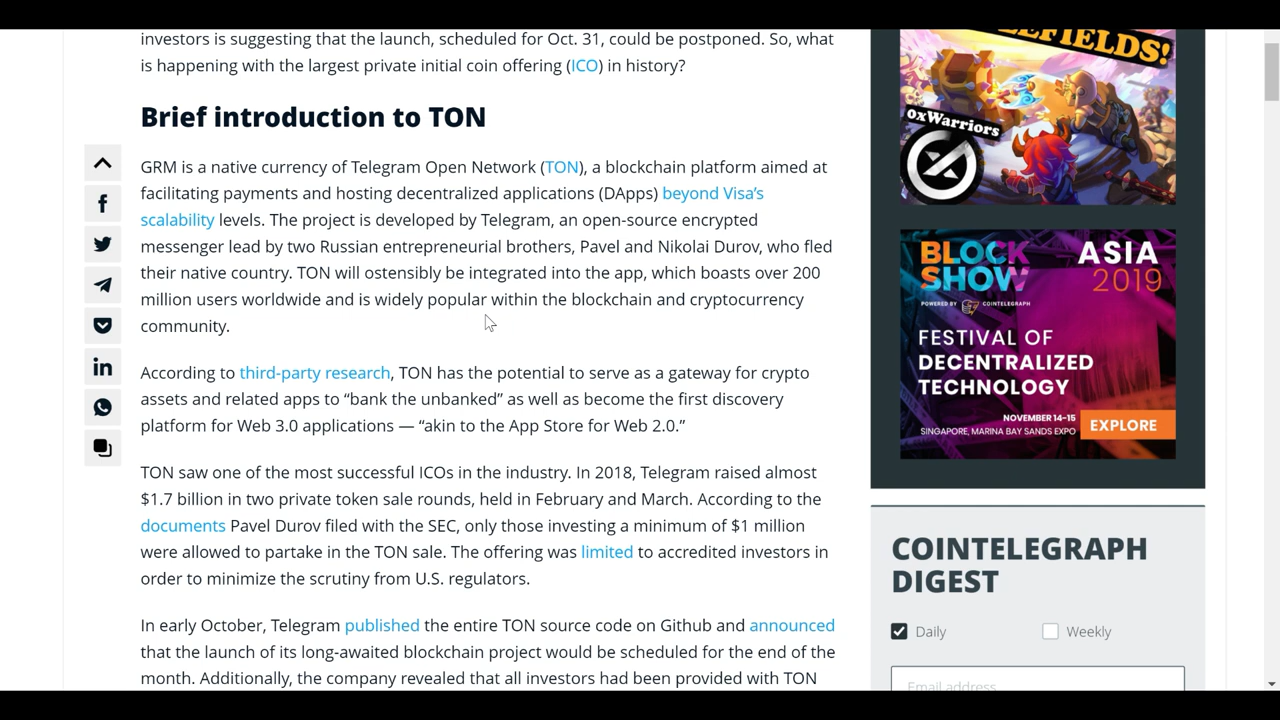 investors is suggesting that the launch, scheduled for Oct. 31, could be postponed. So, what
is happening with the largest private initial coin offering (ICO) in history?
Brief introduction to TON
GRM is a native currency of Telegram Open Network (TON), a blockchain platform aimed at
facilitating payments and hosting decentralized applications (DApps) beyond Visa's
scalability levels. The project is developed by Telegram, an open-source encrypted
messenger lead by two Russian entrepreneurial brothers, Pavel and Nikolai Durov, who fled
their native country. TON will ostensibly be integrated into the app, which boasts over 200
million users worldwide and is widely popular within the blockchain and cryptocurrency
community.
According to third-party research, TON has the potential to serve as a gateway for crypto
assets and related apps to “bank the unbanked” as well as become the first discovery
platform for Web 3.0 applications — “akin to the App Store for Web 2.0.”
TON saw one of the most successful ICOs in the industry. In 2018, Telegram raised almost
$1.7 billion in two private token sale rounds, held in February and March. According to the
documents Pavel Durov filed with the SEC, only those investing a minimum of $1 million
were allowed to partake in the TON sale. The offering was limited to accredited investors in
order to minimize the scrutiny from U.S. regulators.
In early October, Telegram published the entire TON source code on Github and announced
that the launch of its long-awaited blockchain project would be scheduled for the end of the
month. Additionally, the company revealed that all investors had been provided with TON
oxWarriors
BLOCK
SHOW
POWERED BY COINTELEGRAPH
ASIA
2019
FESTIVAL OF
DECENTRALIZED
TECHNOLOGY
NOVEMBER 14-15
SINGAPORE, MARINA BAY SANDS EXPO
EXPLORE
COINTELEGRAPH
DIGEST
Daily
Weekly
Email address